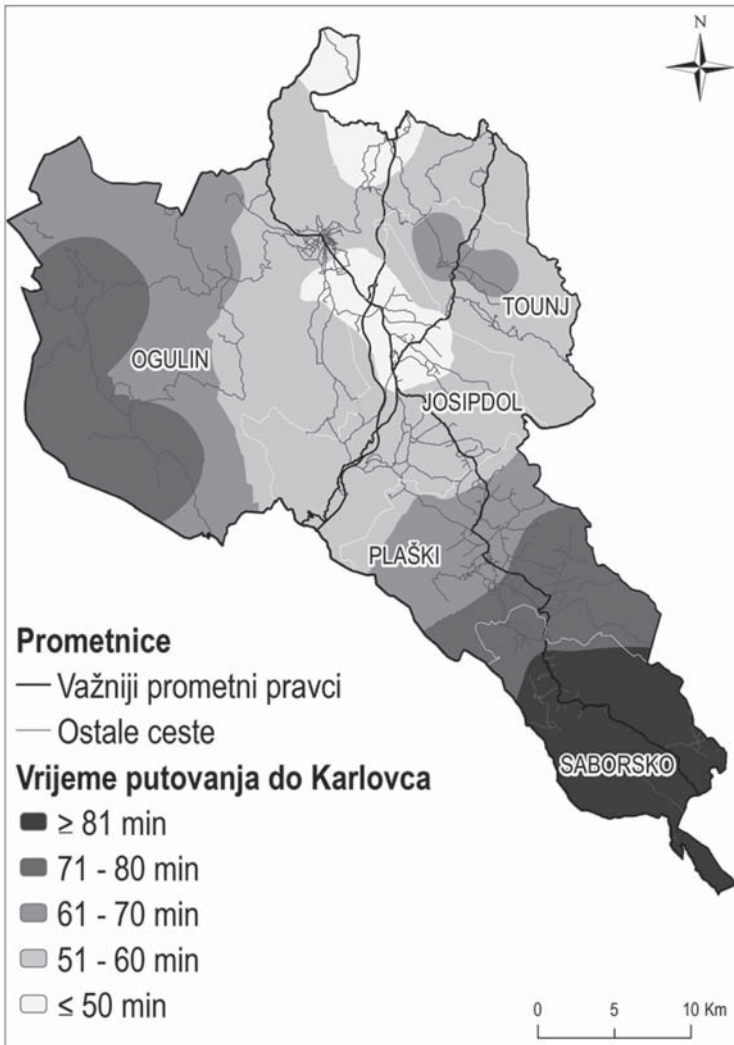 N
TOUNJ
OGULIN
JOSIPDOL
PLAŠKI
SABORSKO
Prometnice
Važniji prometni pravci
Ostale ceste
Vrijeme putovanja do Karlovca
≥ 81 min
71 - 80 min
61 - 70 min
51 - 60 min
≤ 50 min
0 5 10 Km